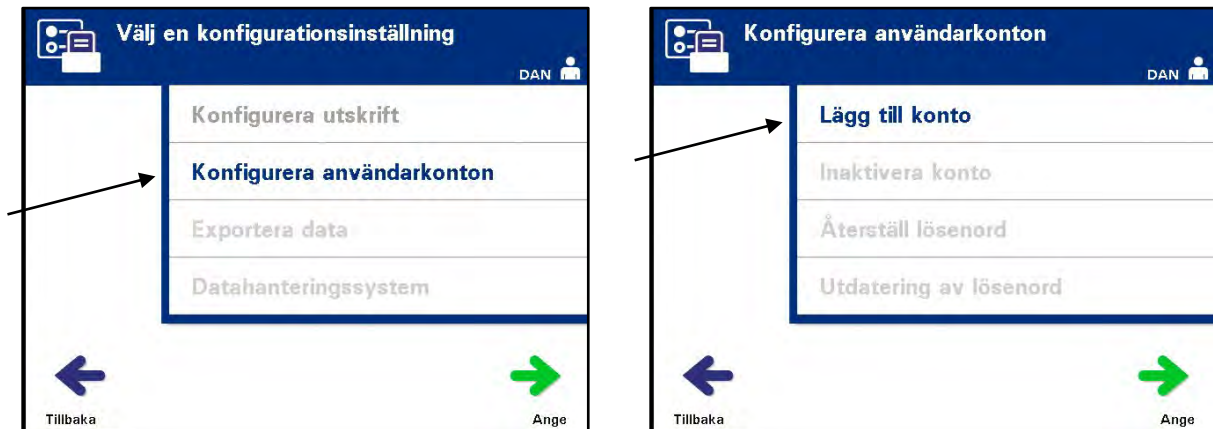 Välj en konfigurationsinställning
DAN
Konfigurera utskrift
Konfigurera användarkonton
Exportera data
Datahanteringssystem
Tillbaka
Ange
Konfigurera användarkonton
DAN
Lägg till konto
Inaktivera konto
Återställ lösenord
Utdatering av lösenord
Tillbaka
Ange